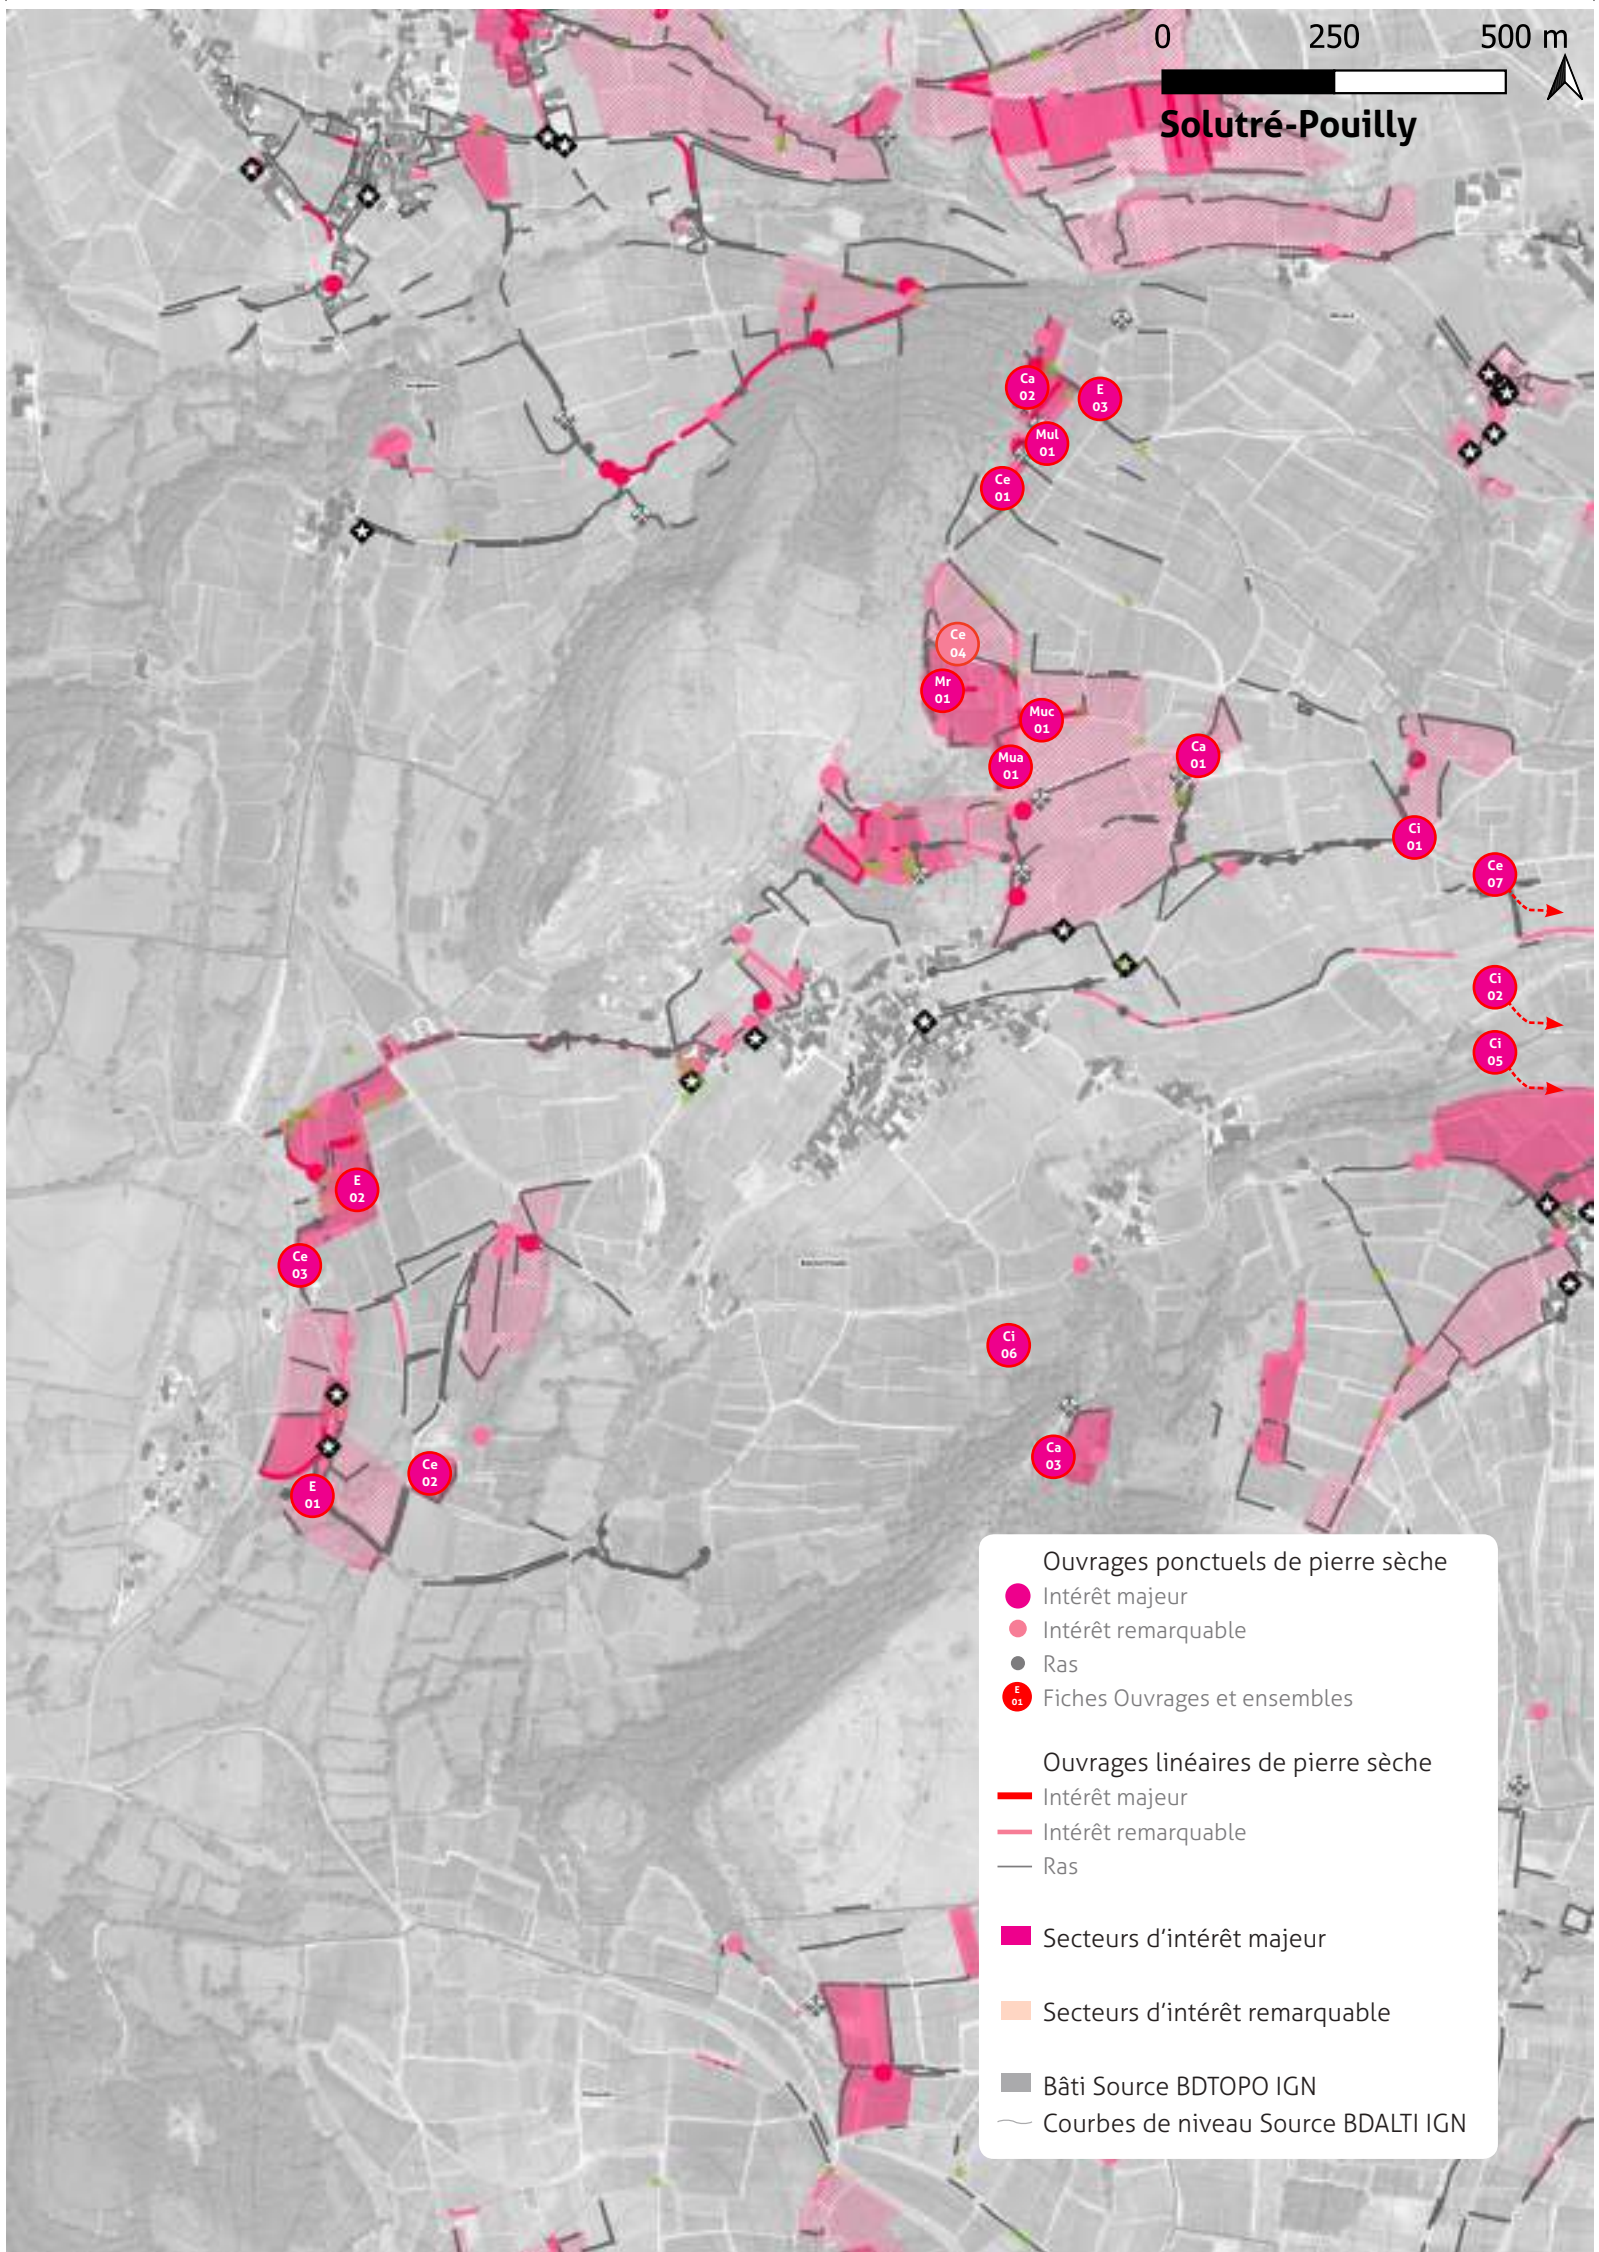 0 250 500 m
Solutré-Pouilly
Ca
02
E
03
Mul
01
Ce
01
Ce
04
Mr
01
Muc
01
Mua
01
Ca
01
Ci
01
Ce
07
Ci
02
Ci
05
E
02
Ce
03
Ci
06
Ca
03
Ce
02
E
01
Ouvrages ponctuels de pierre sèche
Intérêt majeur
Intérêt remarquable
Ras
E
01
Fiches Ouvrages et ensembles
Ouvrages linéaires de pierre sèche
Intérêt majeur
Intérêt remarquable
Ras
Secteurs d’intérêt majeur
Secteurs d’intérêt remarquable
Bâti Source BDTOPO IGN
Courbes de niveau Source BDALTI IGN